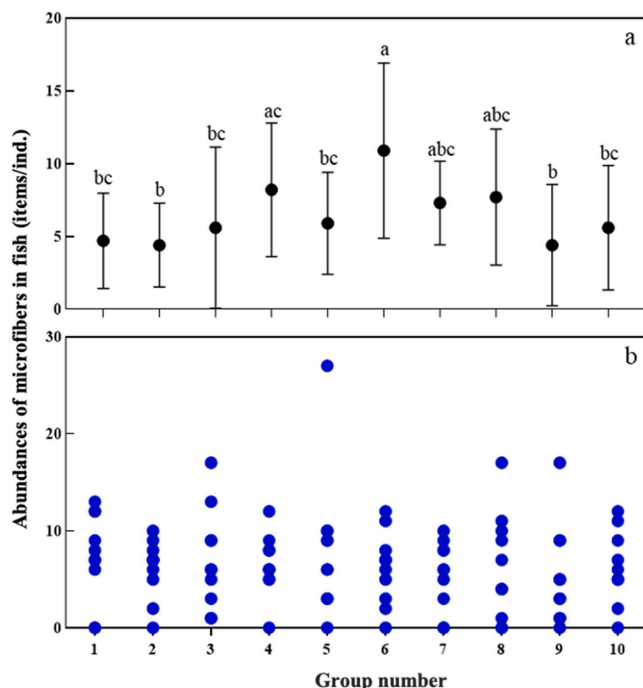 Abundances of microfibers in fish (items/ind.)
20
15
10
5
0
a
bc
b
bc
ac
bc
a
abc
abc
b
bc
30
20
10
0
b
1 2 3 4 5 6 7 8 9 10
Group number